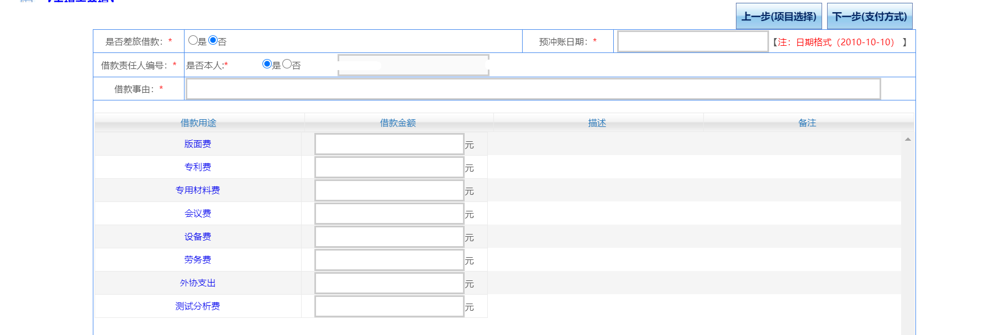 上一步(项目选择) 下一步(支付方式)
是否差旅借款：* 是 否 预冲账日期：* 【注：日期格式（2010-10-10） 】
借款责任人编号：* 是否本人:* 是 否
借款事由：*
借款用途 借款金额 描述 备注
版面费 元
专利费 元
专用材料费 元
会议费 元
设备费 元
劳务费 元
外协支出 元
测试分析费 元